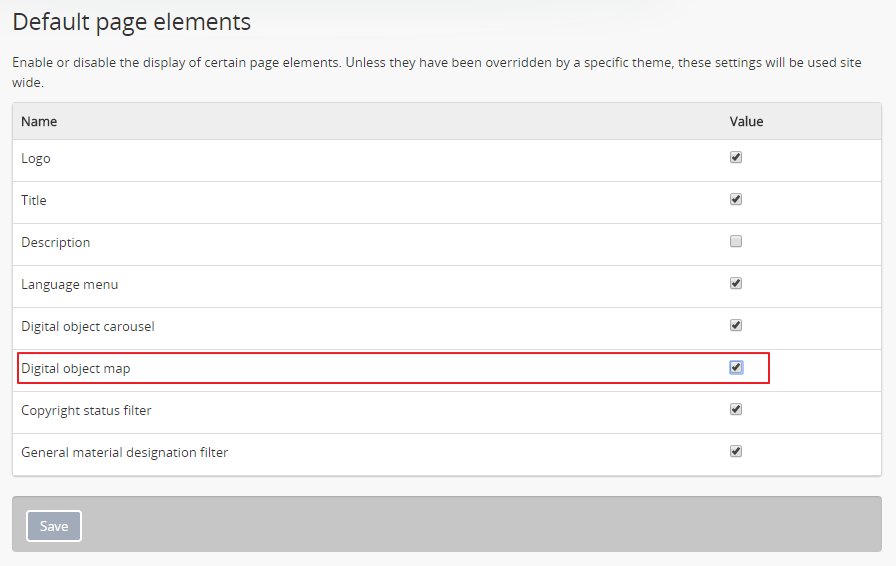 Default page elements
Enable or disable the display of certain page elements. Unless they have been overridden by a specific theme, these settings will be used site
wide.
Name Value
Logo
Title
Description
Language menu
Digital object carousel
Digital object map
Copyright status filter
General material designation filter
Save